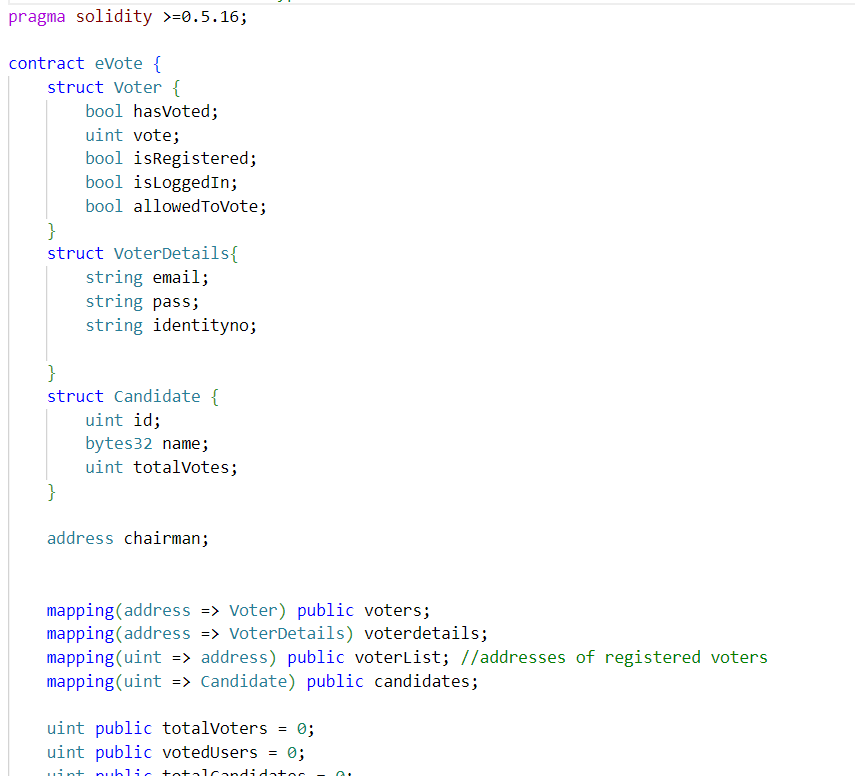 pragma solidity >=0.5.16;
contract eVote {
struct Voter {
bool hasVoted;
uint vote;
bool isRegistered;
bool isLoggedIn;
bool allowedToVote;
}
struct VoterDetails{
string email;
string pass;
string identityno;
}
struct Candidate {
uint id;
bytes32 name;
uint totalVotes;
}
address chairman;
mapping(address => Voter) public voters;
mapping(address => VoterDetails) voterdetails;
mapping(uint => address) public voterList; //addresses of registered voters
mapping(uint => Candidate) public candidates;
uint public totalVoters = 0;
uint public votedUsers = 0;
uint public totalCandidates = 0;